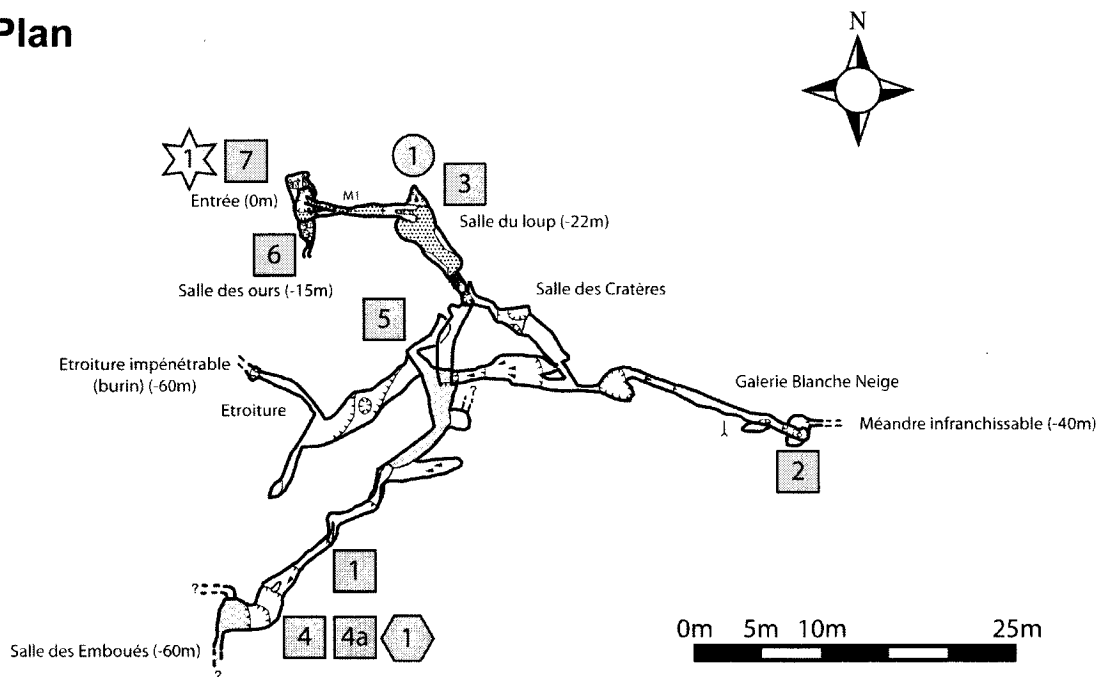 Plan
N
1 7
1
3
Entrée (0m)
M1
Salle du loup (-22m)
6
Salle des ours (-15m)
Salle des Cratères
5
Etroiture impénétrable
(burin) (-60m)
Galerie Blanche Neige
Etroiture
?
Méandre infranchissable (-40m)
2
1
?
4 4a 1
0m 5m 10m 25m
Salle des Emboués (-60m)
?